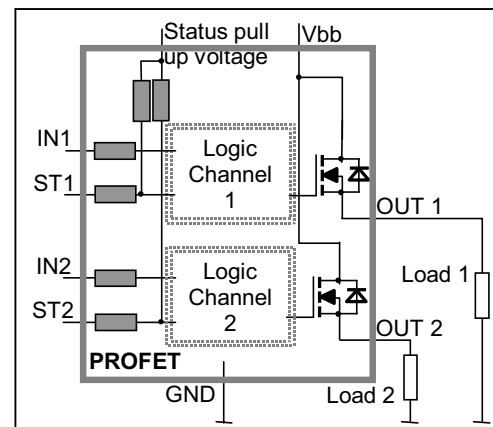 Status pull
up voltage
Vbb
IN1
ST1
Logic
Channel
1
OUT 1
IN2
ST2
Logic
Channel
2
Load 1
OUT 2
PROFET
GND
Load 2